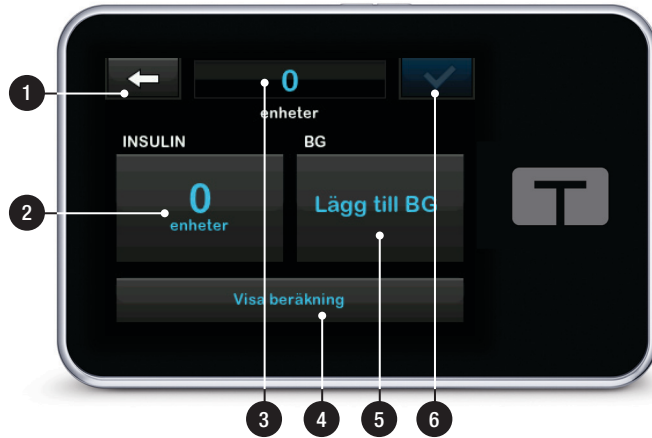 0
enheter
INSULIN
BG
0
enheter
Lägg till BG
Visa beräkning
1
2
3
4
5
6
T